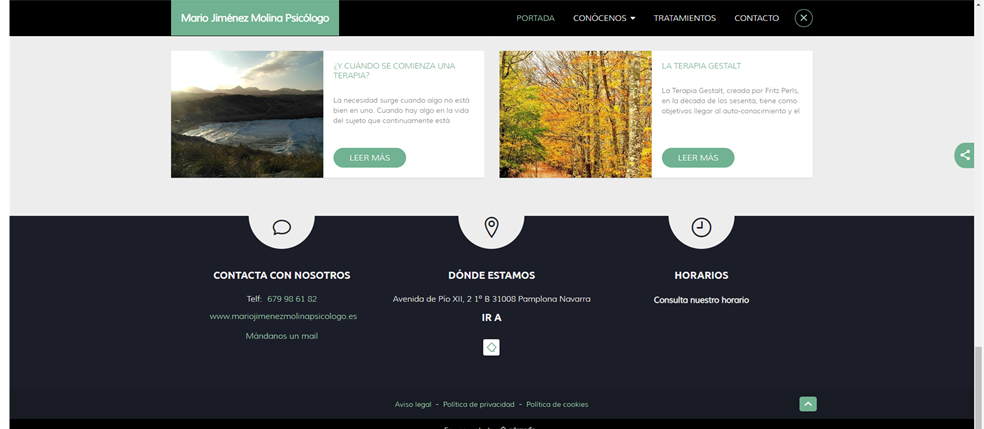 Mario Jiménez Molina Psicólogo
PORTADA CONÓCENOS TRATAMIENTOS CONTACTO
¿Y CUÁNDO SE COMIENZA UNA
TERAPIA?
La necesidad surge cuando algo no está
bien en uno. Cuando hay algo en la vida
del sujeto que continuamente está
LEER MÁS
LA TERAPIA GESTALT
La Terapia Gestalt, creada por Fritz Perls,
en la década de los sesenta, tiene como
objetivos llegar al auto-conocimiento y el
LEER MÁS
CONTACTA CON NOSOTROS
Telf: 679 98 61 82
www.mariojimenezmolinapsicologo.es
Mándanos un mail
DÓNDE ESTAMOS
Avenida de Pío XII, 2 1º B 31008 Pamplona Navarra
IR A
HORARIOS
Consulta nuestro horario
Aviso legal - Política de privacidad - Política de cookies